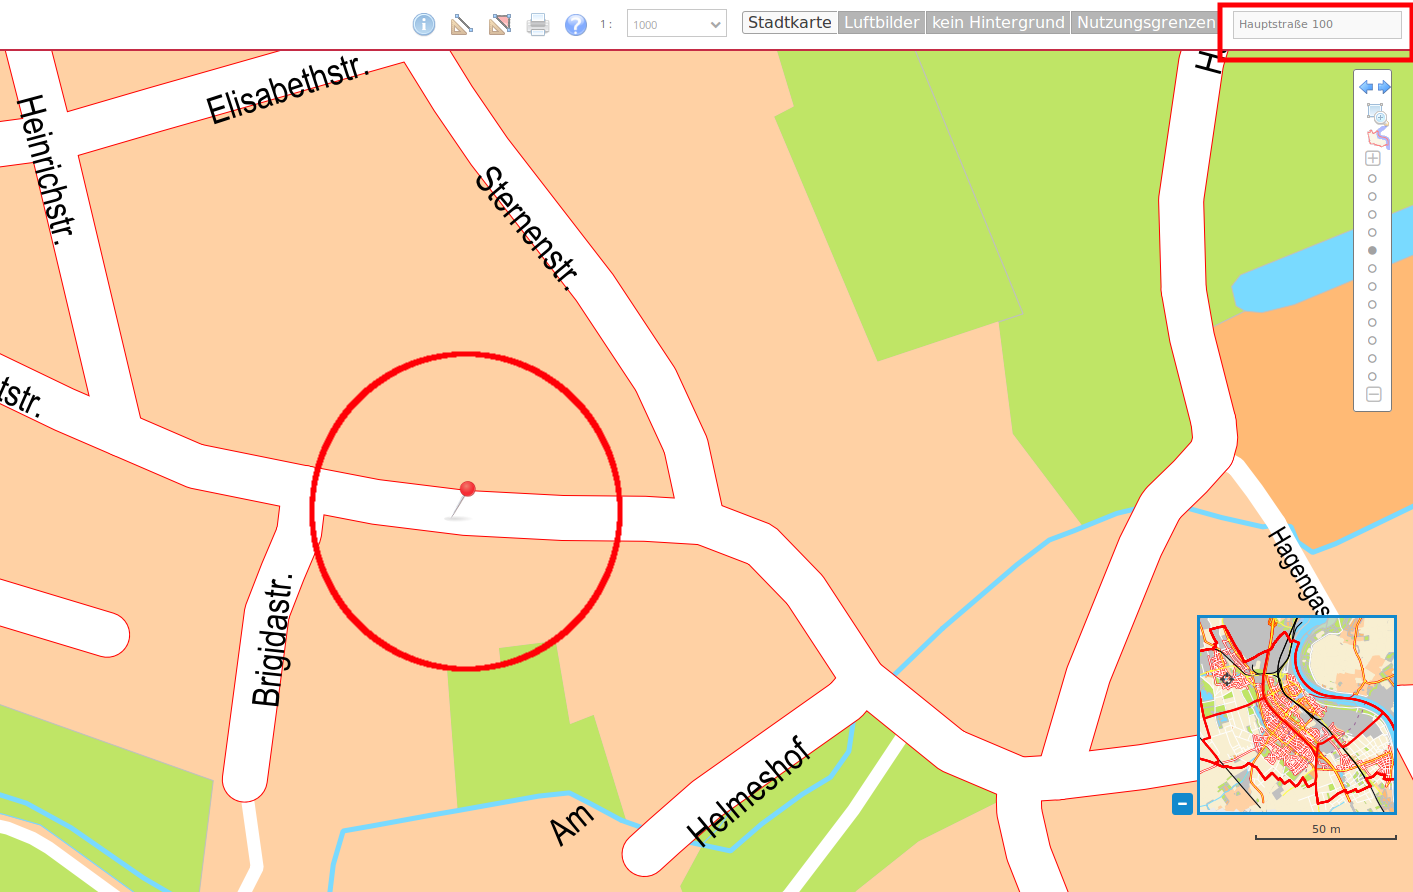 1 : 1000 Stadtkarte Luftbilder kein Hintergrund Nutzungsgrenzen Hauptstraße 100
H
Elisabethstr.
Heinrichstr.
Sternenstr.
tstr.
Hagengas
Brigidastr.
Helmeshof
Am
50 m